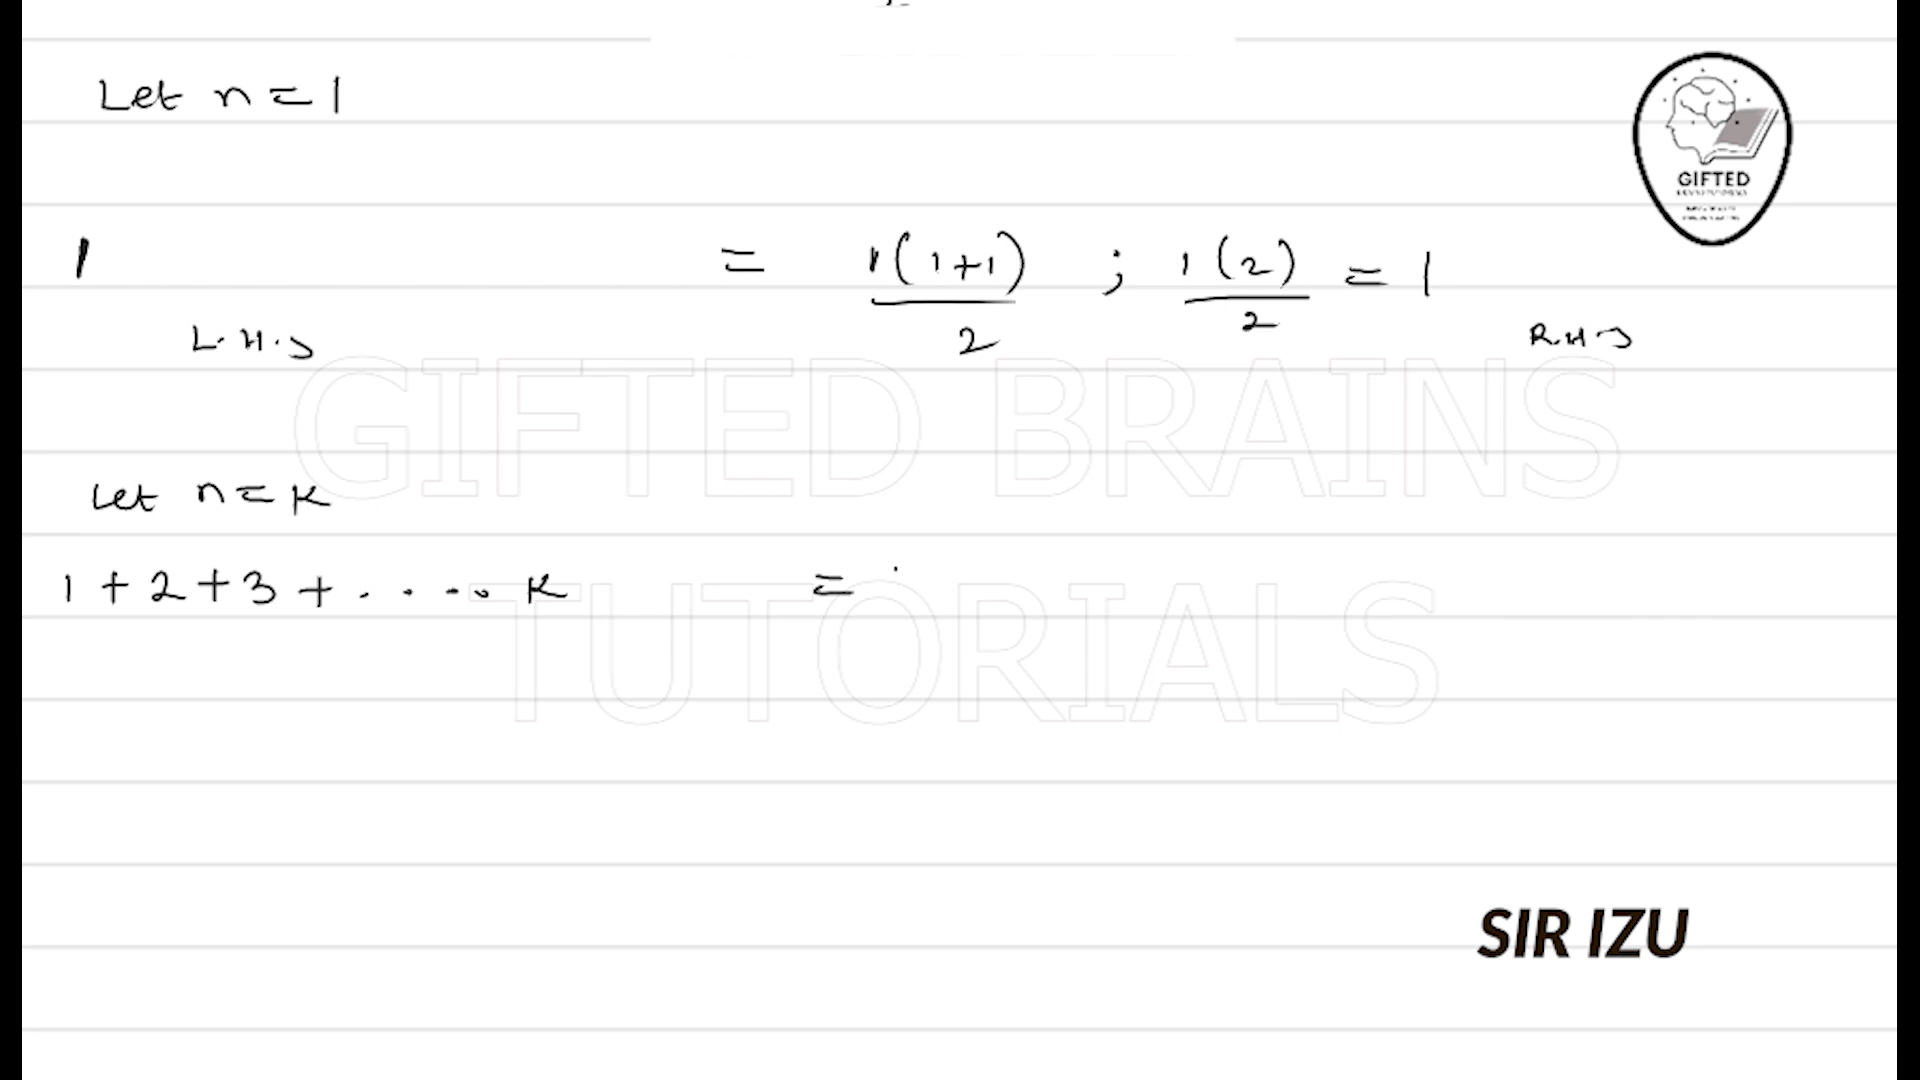 Let n = 1
GIFTED
1 = 1(1+1)/2 ; 1(2)/2 = 1
L.H.S R.H.S
GIFTED BRAINS
Let n = k
1 + 2 + 3 + ..... k =
TUTORIALS
SIR IZU